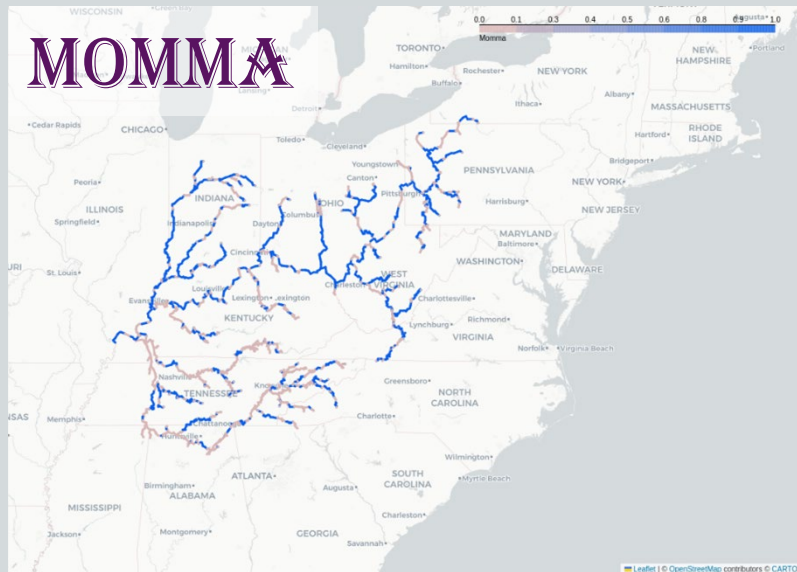 MOMMA
0.0 0.1 0.3 0.4 0.5 0.6 0.8 0.9 1.0
Momma
WISCONSIN
TORONTO
Hamilton
Rochester
Buffalo
NEW YORK
NEW HAMPSHIRE
Portland
Augusta
Lansing
Detroit
Albany
Ithaca
MASSACHUSETTS
Cedar Rapids
CHICAGO
Toledo
Cleveland
Hartford
RHODE ISLAND
Youngstown
Bridgeport
Peoria
Canton
PENNSYLVANIA
NEW YORK
ILLINOIS
INDIANA
OHIO
Pittsburgh
Harrisburg
NEW JERSEY
Springfield
Indianapolis
Dayton
Columbus
MARYLAND
Baltimore
URI
St. Louis
Cincinnati
WEST VIRGINIA
WASHINGTON
DELAWARE
Louisville
Charleston
Evansville
Lexington
Lexington
Charlottesville
KENTUCKY
Lynchburg
Richmond
VIRGINIA
Norfolk
Virginia Beach
Nashville
Greensboro
NSAS
Memphis
TENNESSEE
NORTH CAROLINA
Charlotte
Chattanooga
Huntsville
Wilmington
ATLANTA
SOUTH CAROLINA
Myrtle Beach
Birmingham
ALABAMA
Augusta
MISSISSIPPI
Charleston
Jackson
Montgomery
GEORGIA
Savannah
Leaflet | © OpenStreetMap contributors © CARTO